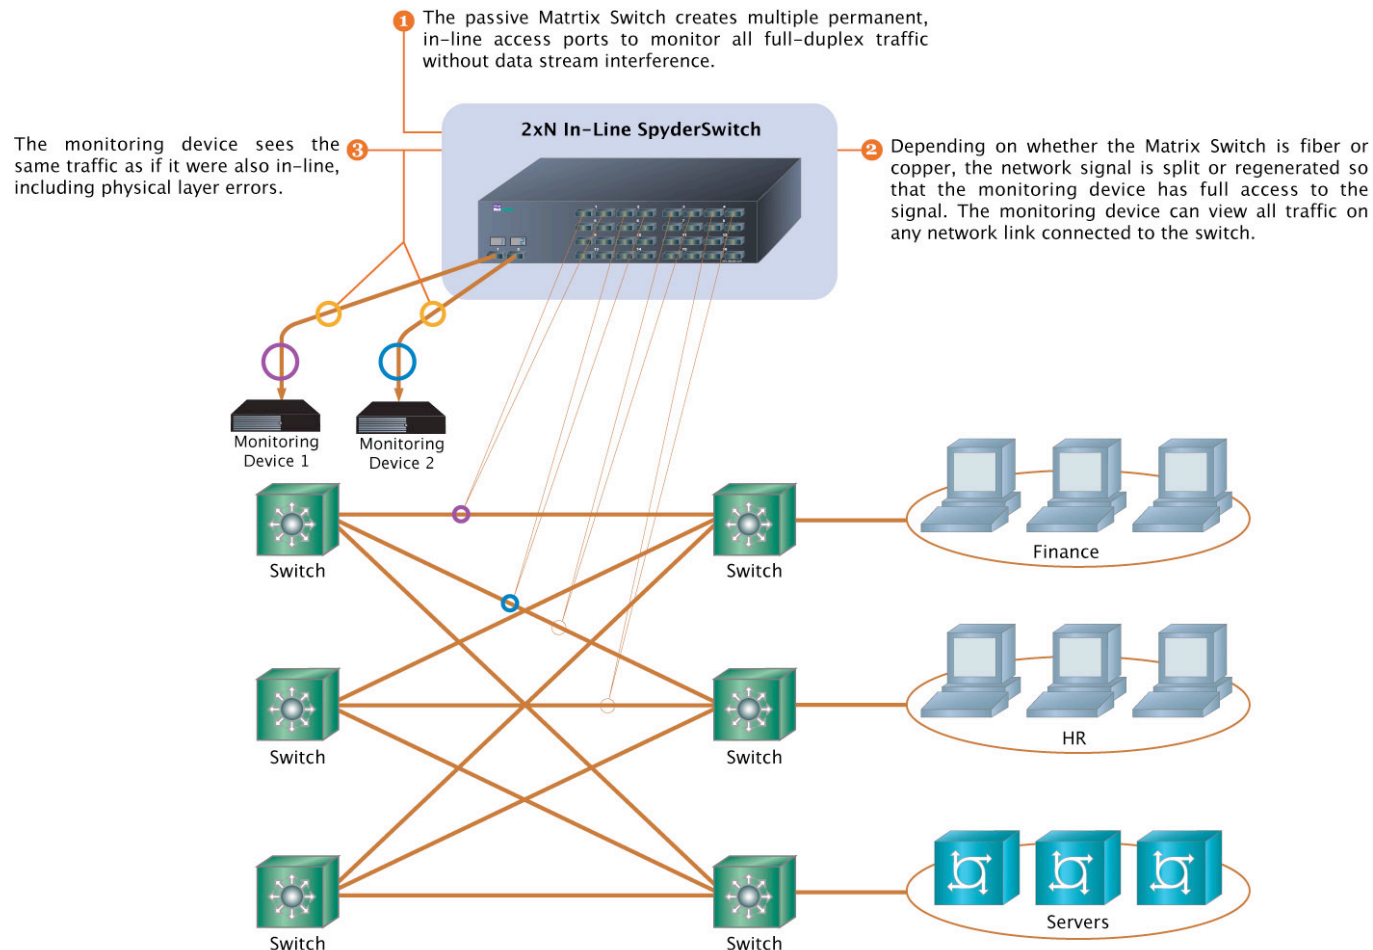 1 The passive Matrtix Switch creates multiple permanent,
in-line access ports to monitor all full-duplex traffic
without data stream interference.
2xN In-Line SpyderSwitch
The monitoring device sees the
same traffic as if it were also in-line,
including physical layer errors.
3
2 Depending on whether the Matrix Switch is fiber or
copper, the network signal is split or regenerated so
that the monitoring device has full access to the
signal. The monitoring device can view all traffic on
any network link connected to the switch.
Monitoring
Device 1
Monitoring
Device 2
Switch
Switch
Finance
Switch
Switch
HR
Switch
Switch
Servers